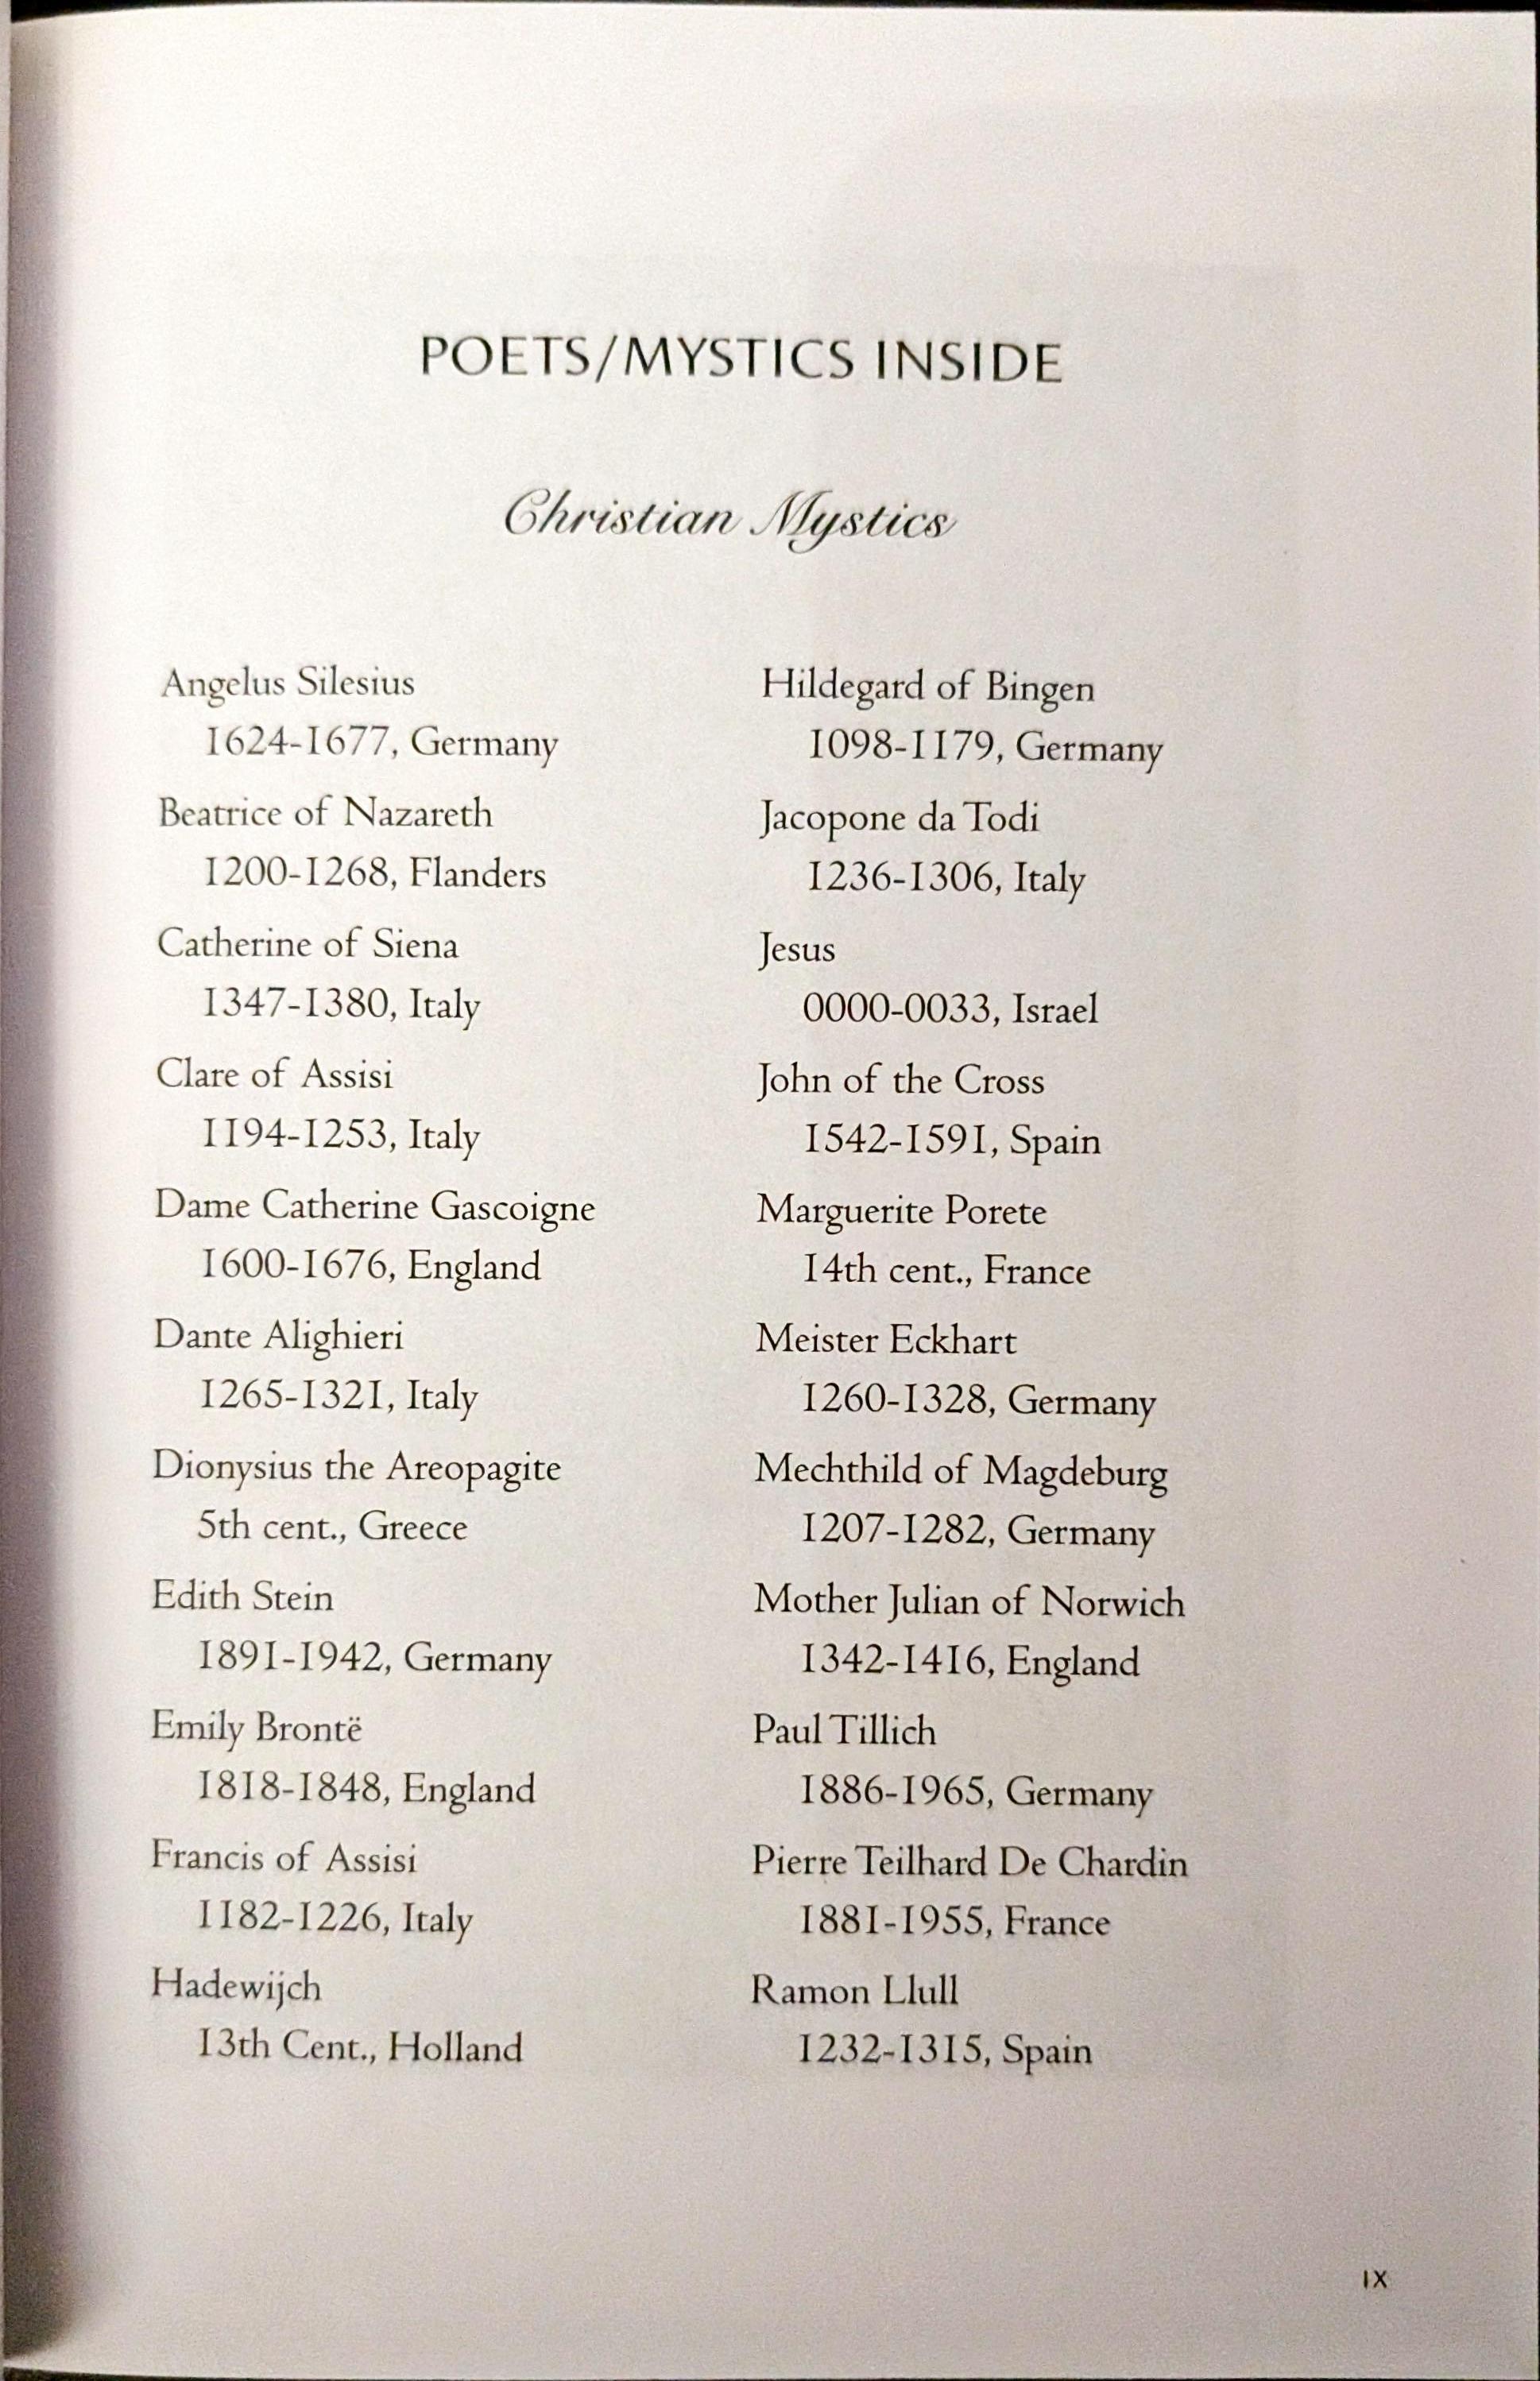 POETS/MYSTICS INSIDE
Christian Mystics
Angelus Silesius
1624-1677, Germany
Beatrice of Nazareth
1200-1268, Flanders
Catherine of Siena
1347-1380, Italy
Clare of Assisi
1194-1253, Italy
Dame Catherine Gascoigne
1600-1676, England
Dante Alighieri
1265-1321, Italy
Dionysius the Areopagite
5th cent., Greece
Edith Stein
1891-1942, Germany
Emily Brontë
1818-1848, England
Francis of Assisi
1182-1226, Italy
Hadewijch
13th Cent., Holland
Hildegard of Bingen
1098-1179, Germany
Jacopone da Todi
1236-1306, Italy
Jesus
0000-0033, Israel
John of the Cross
1542-1591, Spain
Marguerite Porete
14th cent., France
Meister Eckhart
1260-1328, Germany
Mechthild of Magdeburg
1207-1282, Germany
Mother Julian of Norwich
1342-1416, England
Paul Tillich
1886-1965, Germany
Pierre Teilhard De Chardin
1881-1955, France
Ramon Llull
1232-1315, Spain
IX